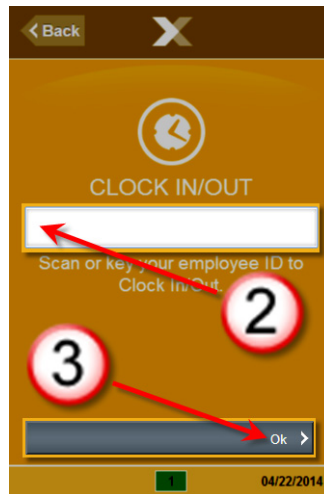 Back
CLOCK IN/OUT
Scan or key your employee ID to
Clock In/Out.
2
3
Ok
1
04/22/2014